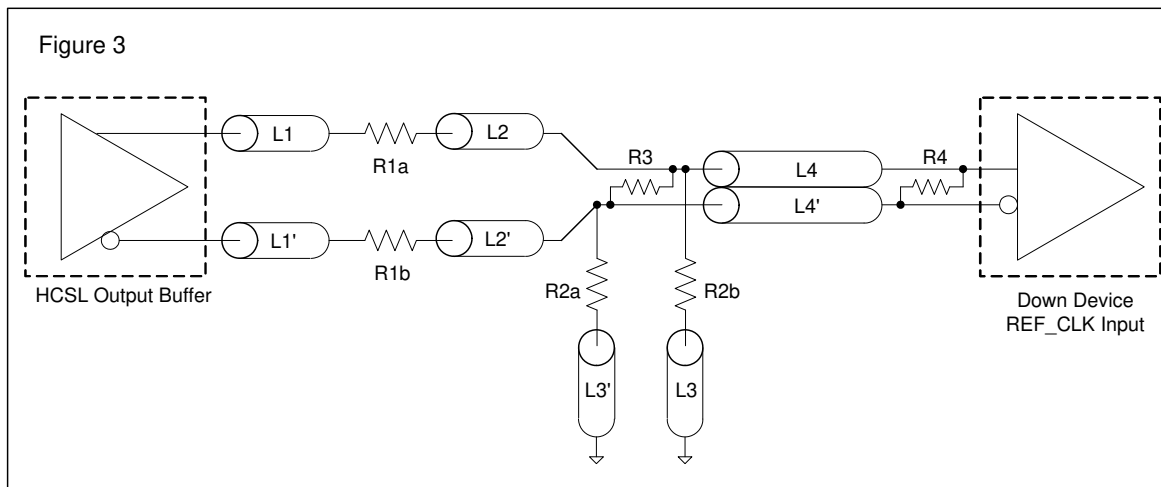 Figure 3
L1
R1a
L2
R3
L4
R4
L1'
R1b
L2'
L4'
HCSL Output Buffer
R2a
R2b
Down Device
REF_CLK Input
L3'
L3